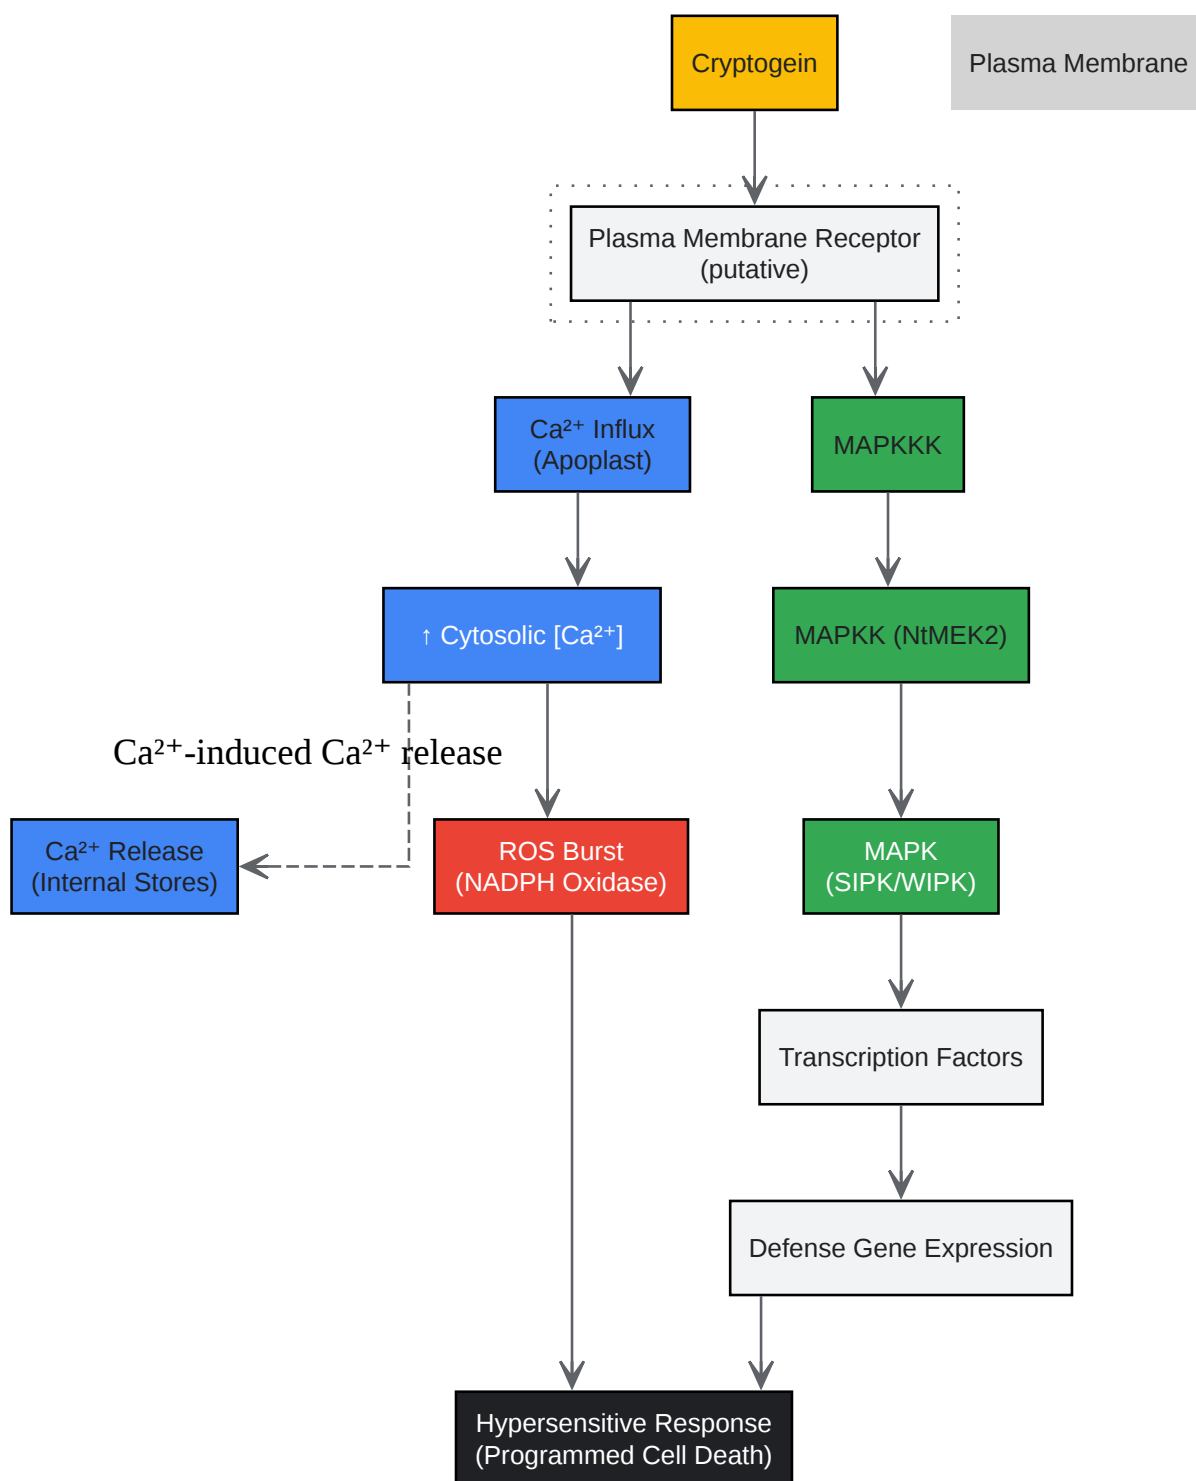 Cryptogein
Plasma Membrane
Plasma Membrane Receptor
(putative)
Ca²⁺ Influx
(Apoplast)
MAPKKK
↑ Cytosolic [Ca²⁺]
MAPKK (NtMEK2)
Ca²⁺-induced Ca²⁺ release
Ca²⁺ Release
(Internal Stores)
ROS Burst
(NADPH Oxidase)
MAPK
(SIPK/WIPK)
Transcription Factors
Defense Gene Expression
Hypersensitive Response
(Programmed Cell Death)